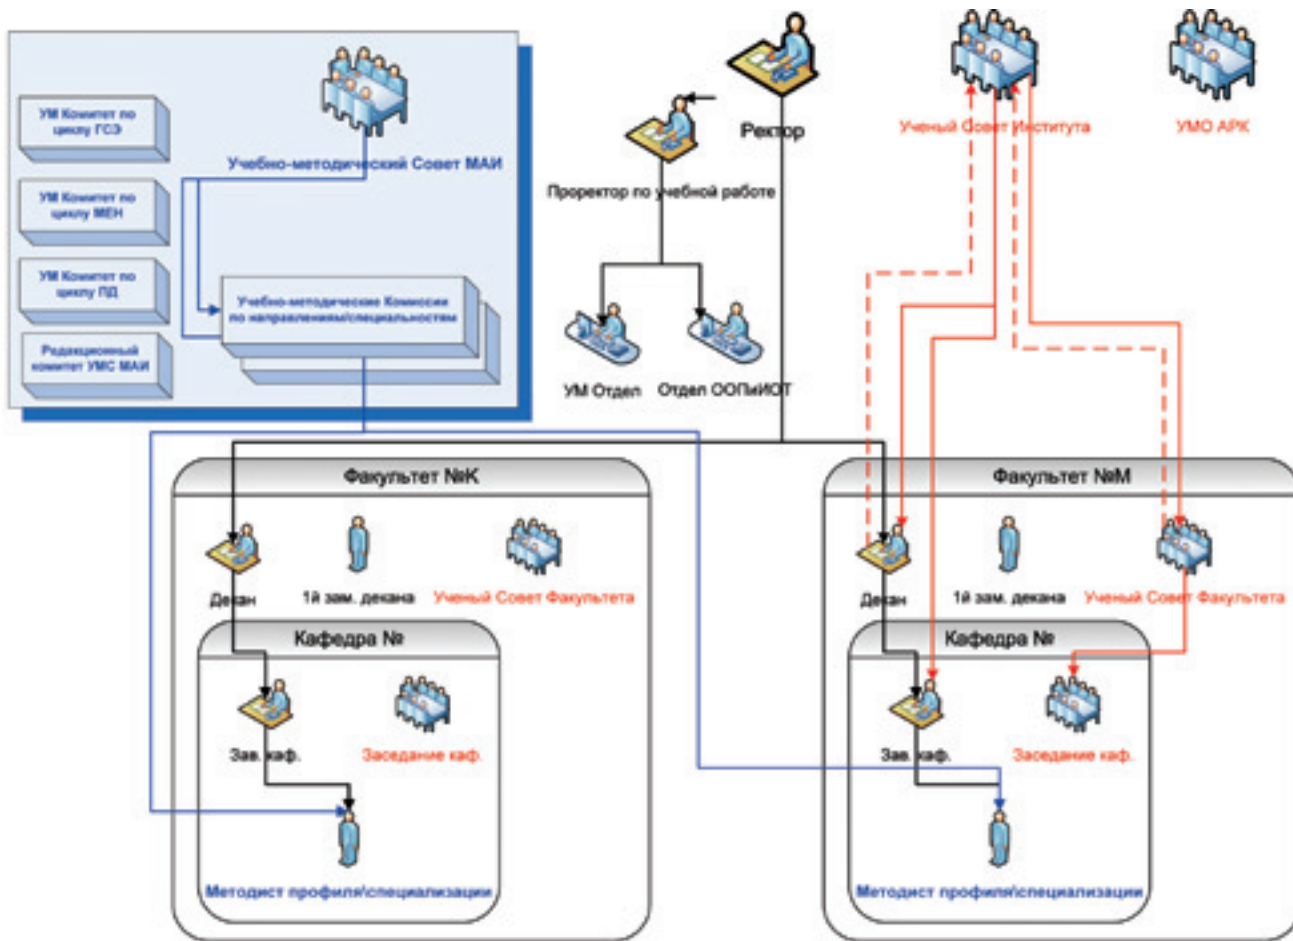 УМ Комитет по
циклу ГСЭ
УМ Комитет по
циклу МЕН
УМ Комитет по
циклу ПД
Редакционный
комитет УМС МАИ
Учебно-методический Совет МАИ
Учебно-методические Комиссии
по направлениям/специальностям
Ректор
Проректор по учебной работе
УМ Отдел
Отдел ООПиИОТ
Ученый Совет Института
УМО АРК
Факультет №К
Декан
1й зам. декана
Ученый Совет Факультета
Кафедра №
Зав. каф.
Заседание каф.
Методист профиля\специализации
Факультет №М
Декан
1й зам. декана
Ученый Совет Факультета
Кафедра №
Зав. каф.
Заседание каф.
Методист профиля\специализации